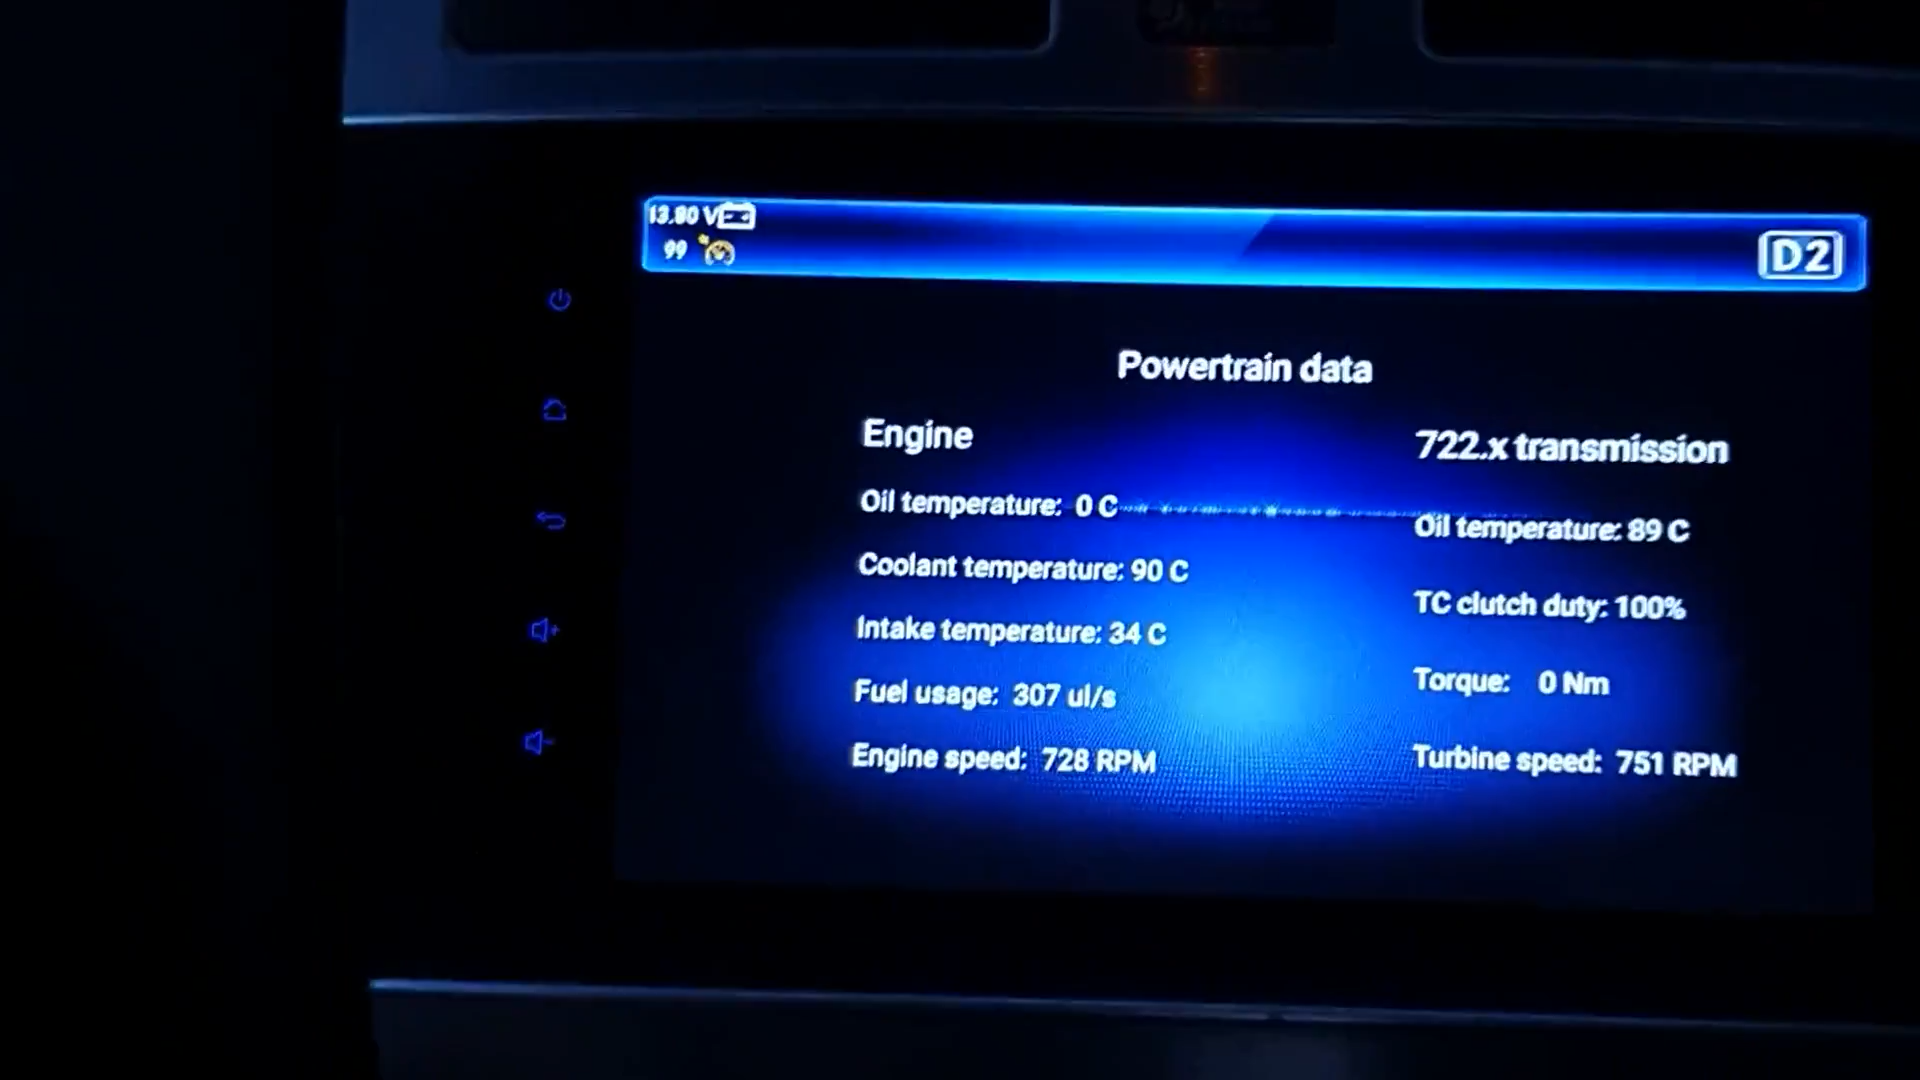 13.80 V
99
D2
Powertrain data
Engine
Oil temperature: 0 C
Coolant temperature: 90 C
Intake temperature: 34 C
Fuel usage: 307 ul/s
Engine speed: 728 RPM
722.x transmission
Oil temperature: 89 C
TC clutch duty: 100%
Torque: 0 Nm
Turbine speed: 751 RPM